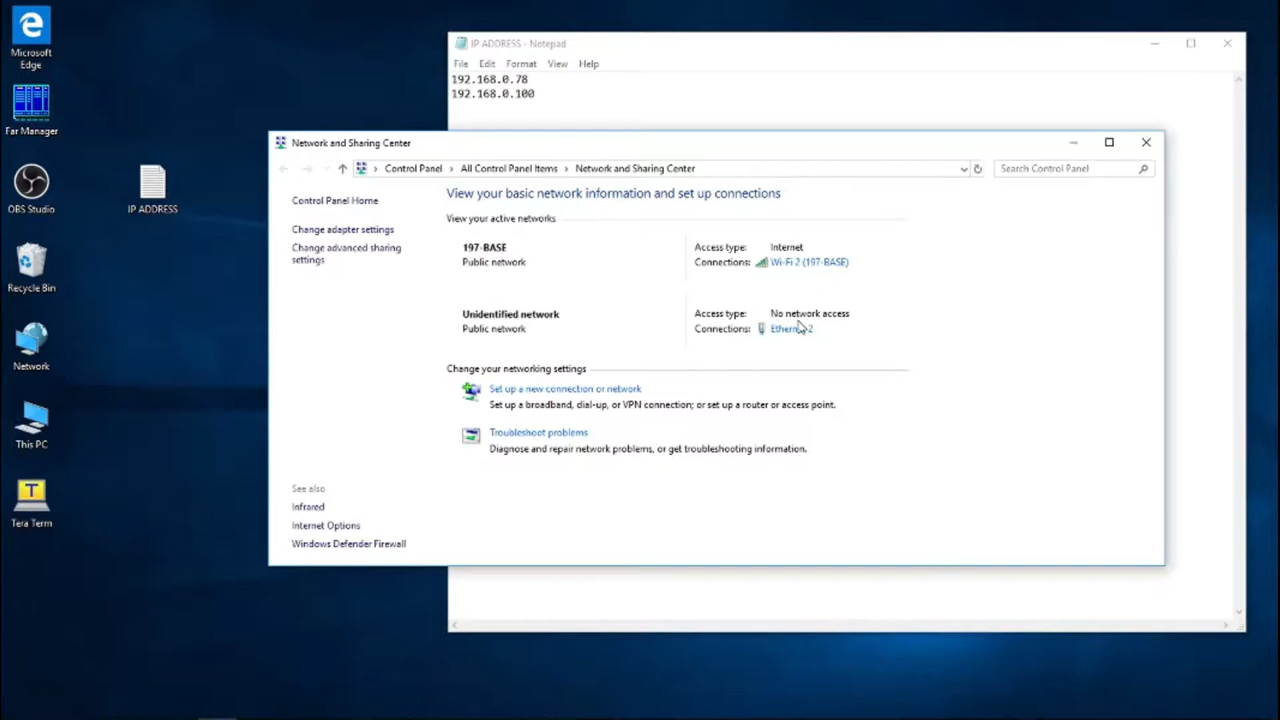 Microsoft
Edge
Far Manager
OBS Studio
IP ADDRESS
Recycle Bin
Network
This PC
T
Tera Term
IP ADDRESS - Notepad
File Edit Format View Help
192.168.0.78
192.168.0.100
Network and Sharing Center
Control Panel › All Control Panel Items › Network and Sharing Center
Search Control Panel
Control Panel Home
Change adapter settings
Change advanced sharing
settings
View your basic network information and set up connections
View your active networks
197-BASE
Public network
Access type: Internet
Connections: Wi-Fi 2 (197-BASE)
Unidentified network
Public network
Access type: No network access
Connections: Ethernet 2
Change your networking settings
Set up a new connection or network
Set up a broadband, dial-up, or VPN connection; or set up a router or access point.
Troubleshoot problems
Diagnose and repair network problems, or get troubleshooting information.
See also
Infrared
Internet Options
Windows Defender Firewall